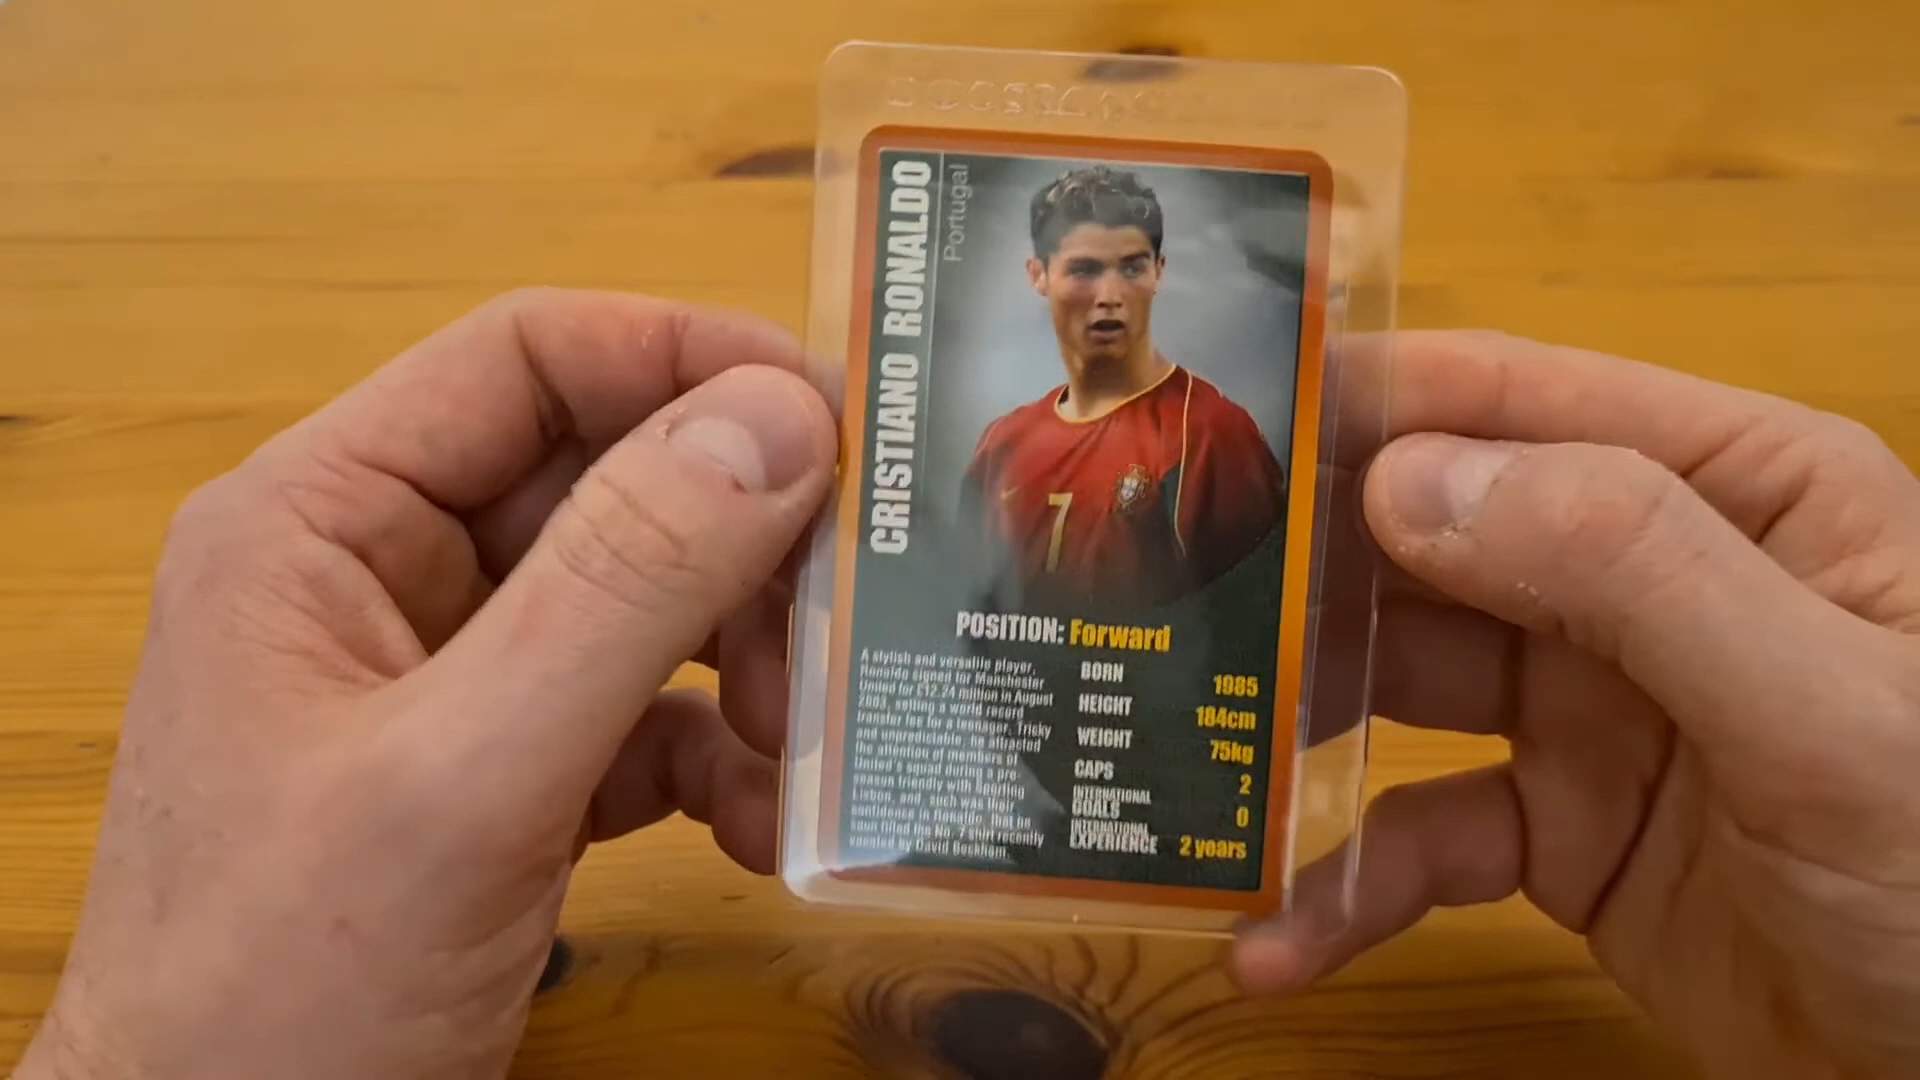 CRISTIANO RONALDO
Portugal
7
POSITION: Forward
A stylish and versatile player,
Ronaldo signed for Manchester
United for £12.24 million in August
2003, setting a world record
transfer fee for a teenager. Tricky
and unpredictable, he attracted
the attention of members of
United's squad during a pre-
season friendly with Sporting
Lisbon, and, such was their
confidence in Ronaldo, that he
soon filled the No. 7 shirt recently
vacated by David Beckham.
BORN 1985
HEIGHT 184cm
WEIGHT 75kg
CAPS 2
INTERNATIONAL
GOALS 0
INTERNATIONAL
EXPERIENCE 2 years